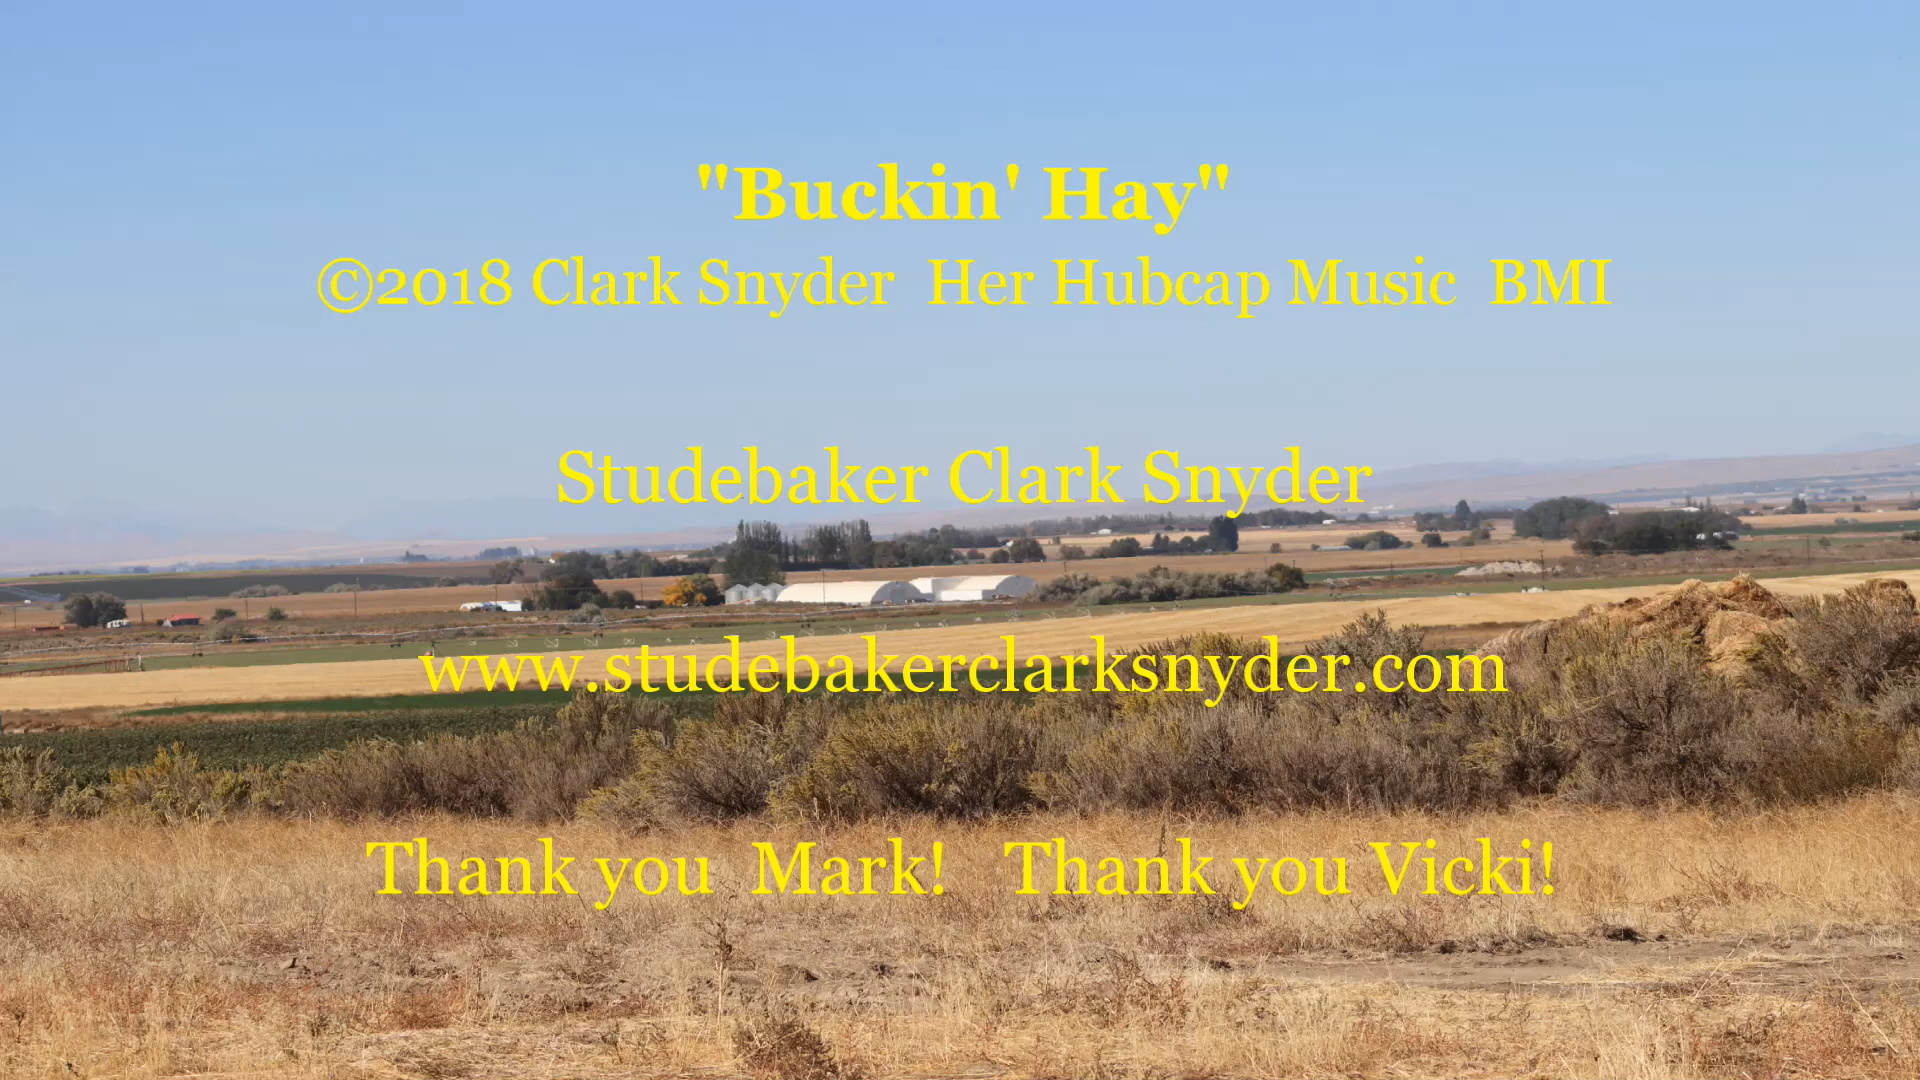 "Buckin' Hay"
©2018 Clark Snyder  Her Hubcap Music  BMI
Studebaker Clark Snyder
www.studebakerclarksnyder.com
Thank you  Mark!   Thank you Vicki!